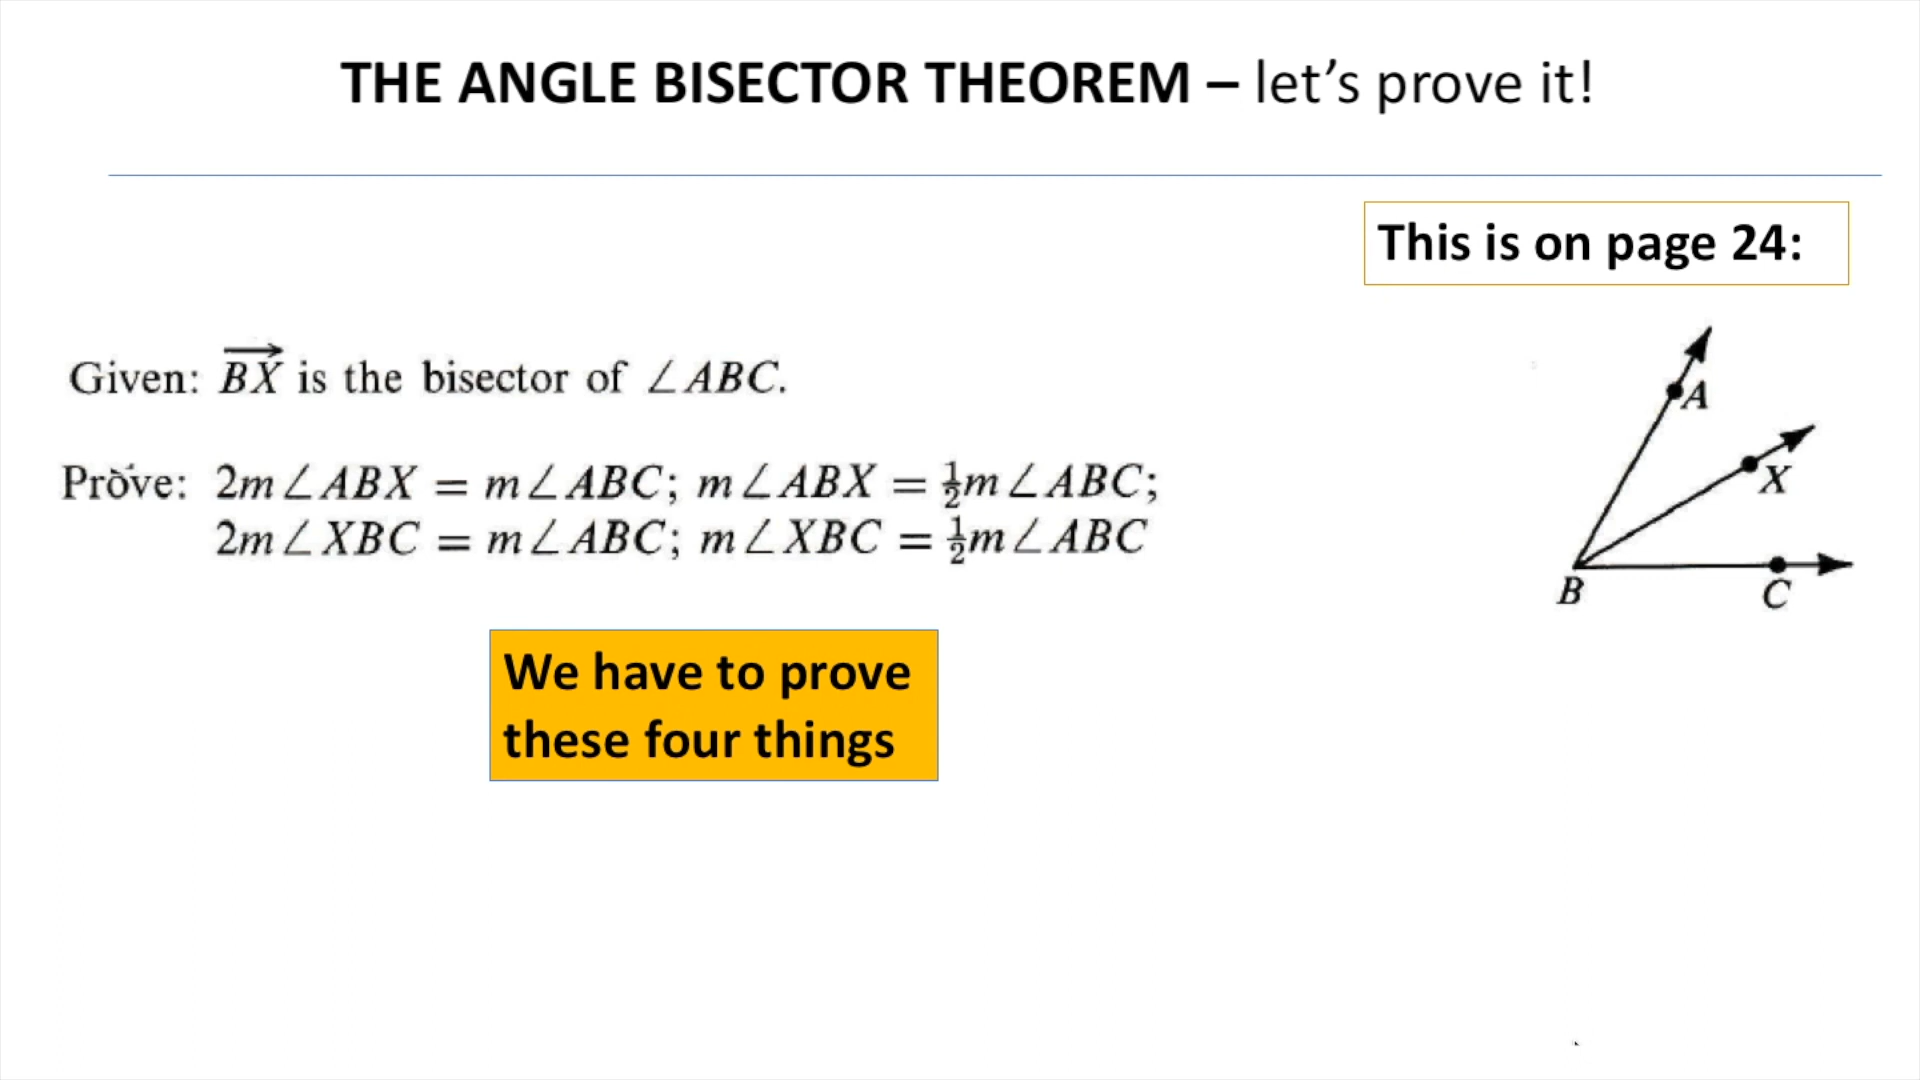 THE ANGLE BISECTOR THEOREM – let's prove it!
This is on page 24:
Given: BX is the bisector of ∠ABC.
Prove: 2m∠ABX = m∠ABC; m∠ABX = ½m∠ABC;
2m∠XBC = m∠ABC; m∠XBC = ½m∠ABC
A
X
B
C
We have to prove
these four things